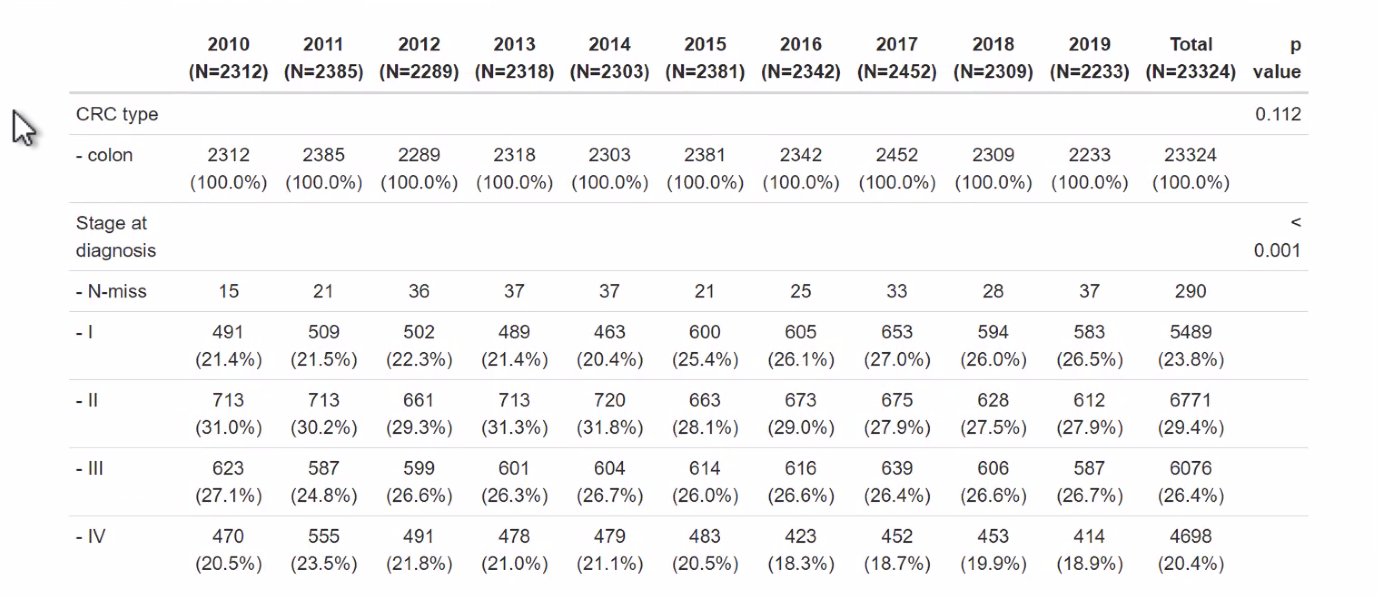 2010 2011 2012 2013 2014 2015 2016 2017 2018 2019 Total p
(N=2312) (N=2385) (N=2289) (N=2318) (N=2303) (N=2381) (N=2342) (N=2452) (N=2309) (N=2233) (N=23324) value
CRC type 0.112
- colon 2312 2385 2289 2318 2303 2381 2342 2452 2309 2233 23324
(100.0%) (100.0%) (100.0%) (100.0%) (100.0%) (100.0%) (100.0%) (100.0%) (100.0%) (100.0%) (100.0%)
Stage at <
diagnosis 0.001
- N-miss 15 21 36 37 37 21 25 33 28 37 290
- I 491 509 502 489 463 600 605 653 594 583 5489
(21.4%) (21.5%) (22.3%) (21.4%) (20.4%) (25.4%) (26.1%) (27.0%) (26.0%) (26.5%) (23.8%)
- II 713 713 661 713 720 663 673 675 628 612 6771
(31.0%) (30.2%) (29.3%) (31.3%) (31.8%) (28.1%) (29.0%) (27.9%) (27.5%) (27.9%) (29.4%)
- III 623 587 599 601 604 614 616 639 606 587 6076
(27.1%) (24.8%) (26.6%) (26.3%) (26.7%) (26.0%) (26.6%) (26.4%) (26.6%) (26.7%) (26.4%)
- IV 470 555 491 478 479 483 423 452 453 414 4698
(20.5%) (23.5%) (21.8%) (21.0%) (21.1%) (20.5%) (18.3%) (18.7%) (19.9%) (18.9%) (20.4%)